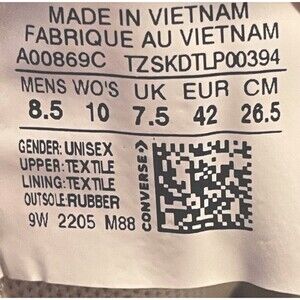 MADE IN VIETNAM
FABRIQUE AU VIETNAM
A00869C TZSKDTLP00394
MENS WO'S UK EUR CM
8.5 10 7.5 42 26.5
GENDER: UNISEX
UPPER: TEXTILE
LINING: TEXTILE
OUTSOLE: RUBBER
9W 2205 M88
CONVERSE